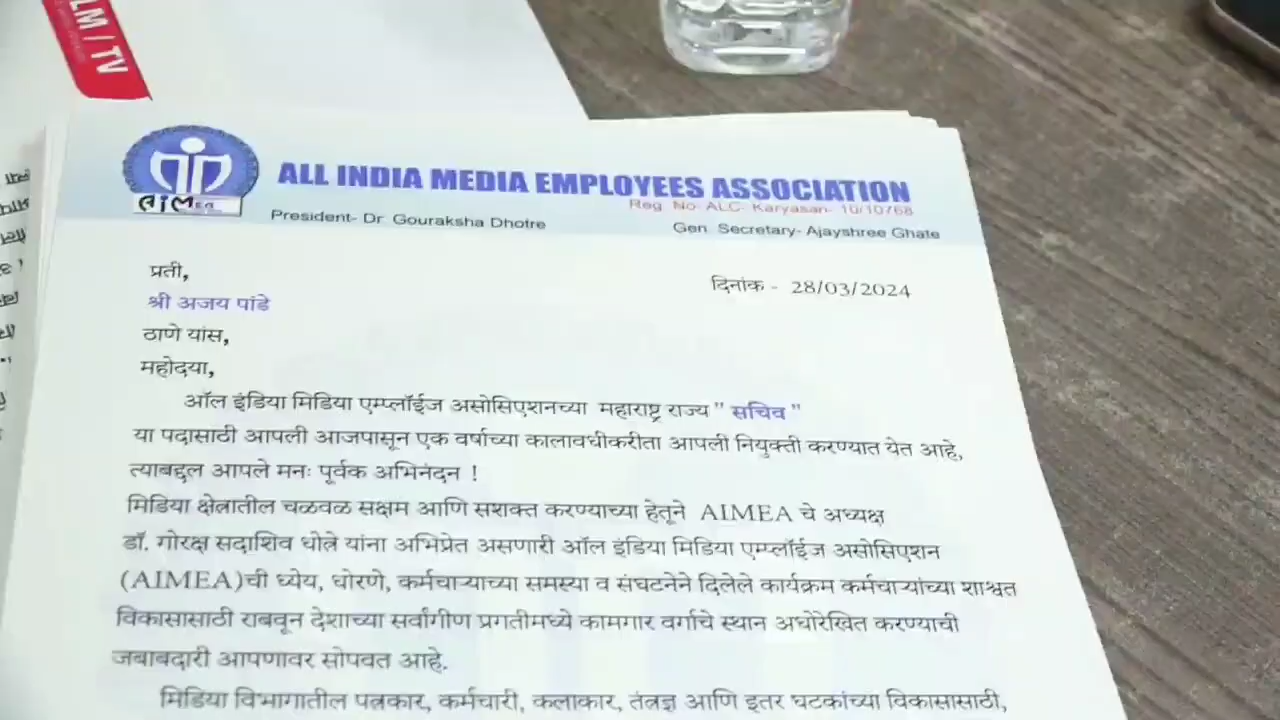 LM / TV
AIMEA
ALL INDIA MEDIA EMPLOYEES ASSOCIATION
Reg. No- ALC- Karyasan- 10/10768
President- Dr. Gouraksha Dhotre
Gen. Secretary- Ajayshree Ghate
प्रती,
दिनांक - 28/03/2024
श्री अजय पांडे
ठाणे यांस,
महोदया,
ऑल इंडिया मिडिया एम्प्लॉईज असोसिएशनच्या महाराष्ट्र राज्य " सचिव "
या पदासाठी आपली आजपासून एक वर्षाच्या कालावधीकरीता आपली नियुक्ती करण्यात येत आहे,
त्याबद्दल आपले मनः पूर्वक अभिनंदन !
मिडिया क्षेत्रातील चळवळ सक्षम आणि सशक्त करण्याच्या हेतूने AIMEA चे अध्यक्ष
डॉ. गोरक्ष सदाशिव धोत्रे यांना अभिप्रेत असणारी ऑल इंडिया मिडिया एम्प्लॉईज असोसिएशन
(AIMEA)ची ध्येय, धोरणे, कर्मचाऱ्याच्या समस्या व संघटनेने दिलेले कार्यक्रम कर्मचाऱ्यांच्या शाश्वत
विकासासाठी राबवून देशाच्या सर्वांगीण प्रगतीमध्ये कामगार वर्गाचे स्थान अधोरेखित करण्याची
जबाबदारी आपणावर सोपवत आहे.
मिडिया विभागातील पत्रकार, कर्मचारी, कलाकार, तंत्रज्ञ आणि इतर घटकांच्या विकासासाठी,